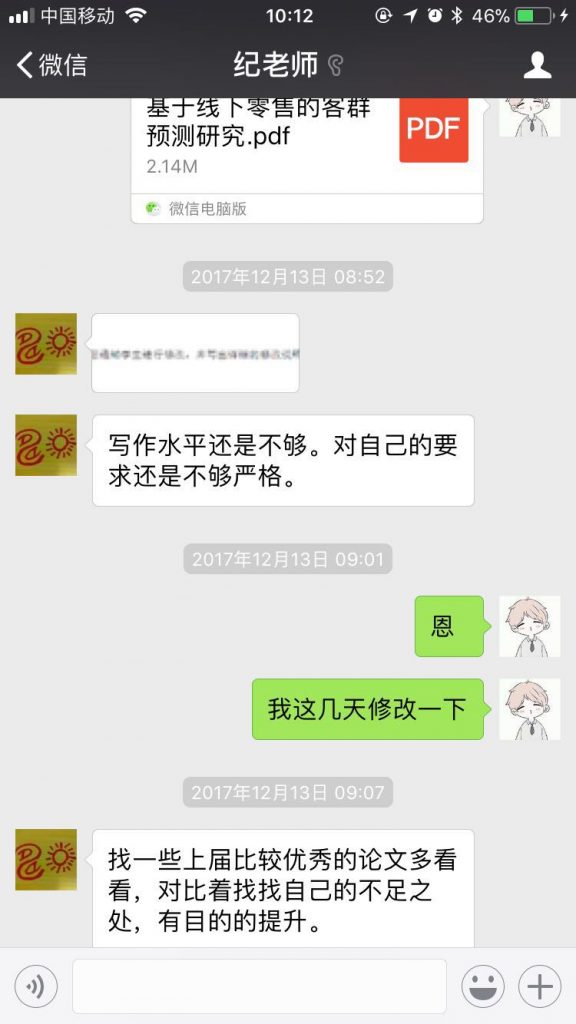 中国移动 10:12 46%
微信 纪老师
基于线下零售的客群
预测研究.pdf
PDF
2.14M
微信电脑版
2017年12月13日 08:52
写作水平还是不够。对自己的要
求还是不够严格。
2017年12月13日 09:01
恩
我这几天修改一下
2017年12月13日 09:07
找一些上届比较优秀的论文多看
看，对比着找找自己的不足之
处，有目的的提升。